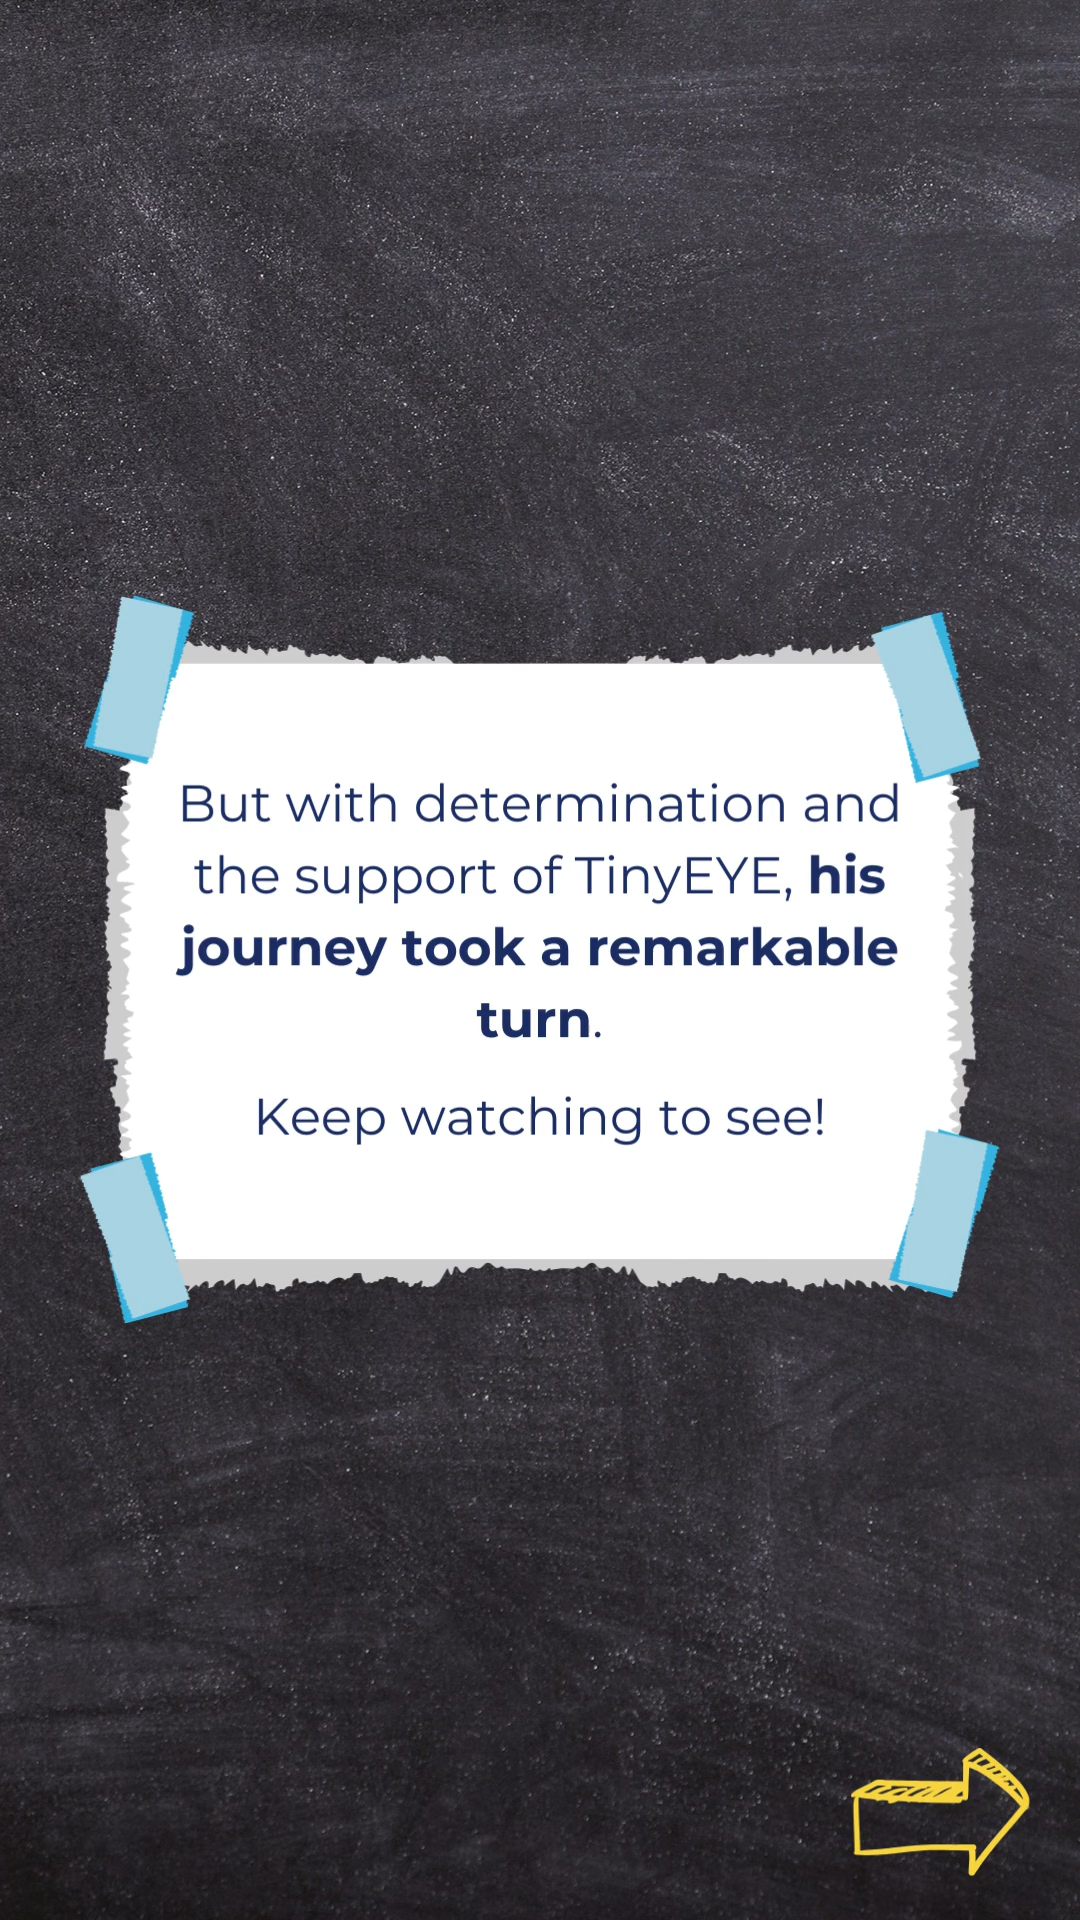 But with determination and
the support of TinyEYE, his
journey took a remarkable
turn.
Keep watching to see!